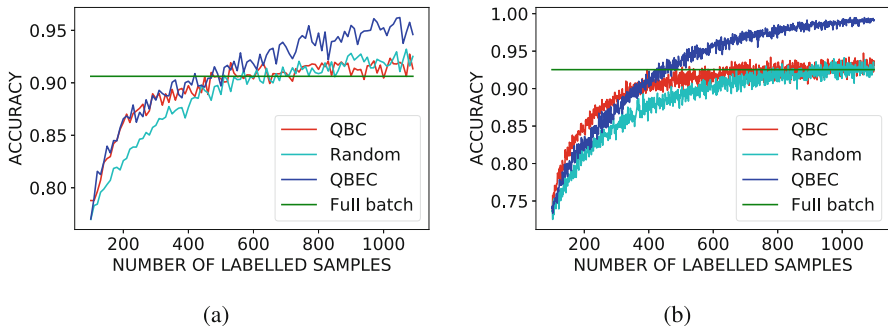 0.95
0.90
0.85
0.80
ACCURACY
QBC
Random
QBEC
Full batch
200 400 600 800 1000
NUMBER OF LABELLED SAMPLES
(a)
1.00
0.95
0.90
0.85
0.80
0.75
ACCURACY
QBC
Random
QBEC
Full batch
200 400 600 800 1000
NUMBER OF LABELLED SAMPLES
(b)